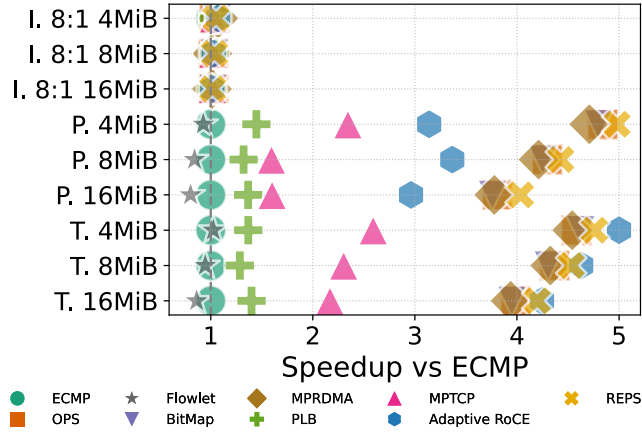 I. 8:1 4MiB
I. 8:1 8MiB
I. 8:1 16MiB
P. 4MiB
P. 8MiB
P. 16MiB
T. 4MiB
T. 8MiB
T. 16MiB
1 2 3 4 5
Speedup vs ECMP
ECMP Flowlet MPRDMA MPTCP REPS
OPS BitMap PLB Adaptive RoCE